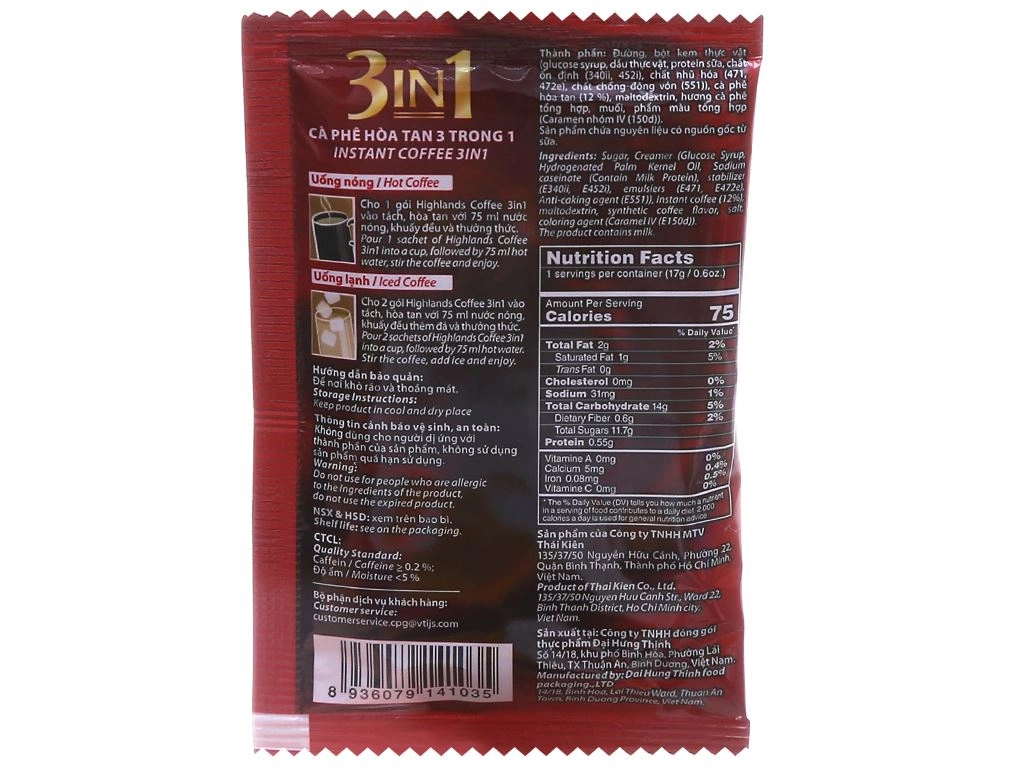 3IN1
CÀ PHÊ HÒA TAN 3 TRONG 1
INSTANT COFFEE 3IN1
Uống nóng / Hot Coffee
Cho 1 gói Highlands Coffee 3in1
vào tách, hòa tan với 75 ml nước
nóng, khuấy đều và thưởng thức.
Pour 1 sachet of Highlands Coffee
3in1 into a cup, followed by 75 ml hot
water, stir the coffee and enjoy.
Uống lạnh / Iced Coffee
Cho 2 gói Highlands Coffee 3in1 vào
tách, hòa tan với 75 ml nước nóng,
khuấy đều thêm đá và thưởng thức.
Pour 2 sachets of Highlands Coffee 3in1
into a cup, followed by 75 ml hot water.
Stir the coffee, add ice and enjoy.
Hướng dẫn bảo quản:
Để nơi khô ráo và thoáng mát.
Storage Instructions:
Keep product in cool and dry place
Thông tin cảnh báo vệ sinh, an toàn:
Không dùng cho người dị ứng với
thành phần của sản phẩm, không sử dụng
sản phẩm quá hạn sử dụng.
Warning:
Do not use for people who are allergic
to the ingredients of the product,
do not use the expired product.
NSX & HSD: xem trên bao bì.
Shelf life: see on the packaging.
CTCL:
Quality Standard:
Caffein / Caffeine ≥ 0.2 %;
Độ ẩm / Moisture <5 %
Bộ phận dịch vụ khách hàng:
Customer service:
customerservice.cpg@vtijs.com
8 936079 141035
Thành phần: Đường, bột kem thực vật
(glucose syrup, dầu thực vật, protein sữa, chất
ổn định (340ii, 452i), chất nhũ hóa (471,
472e), chất chống đông vón (551)), cà phê
hòa tan (12 %), maltodextrin, hương cà phê
tổng hợp, muối, phẩm màu tổng hợp
(Caramen nhóm IV (150d)).
Sản phẩm chứa nguyên liệu có nguồn gốc từ
sữa.
Ingredients: Sugar, Creamer (Glucose Syrup,
Hydrogenated Palm Kernel Oil, Sodium
caseinate (Contain Milk Protein), stabilizer
(E340ii, E452i), emulsiers (E471, E472e),
Anti-caking agent (E551)), Instant coffee (12%),
maltodextrin, synthetic coffee flavor, salt,
coloring agent (Caramel IV (E150d)).
The product contains milk.
Nutrition Facts
1 servings per container (17g / 0.6oz.)
Amount Per Serving
Calories 75
% Daily Value*
Total Fat 2g 2%
Saturated Fat 1g 5%
Trans Fat 0g
Cholesterol 0mg 0%
Sodium 31mg 1%
Total Carbohydrate 14g 5%
Dietary Fiber 0.6g 2%
Total Sugars 11.7g
Protein 0.55g
Vitamine A 0mg 0%
Calcium 5mg 0.4%
Iron 0.08mg 0.5%
Vitamine C 0mg 0%
* The % Daily Value (DV) tells you how much a nutrient
in a serving of food contributes to a daily diet. 2,000
calories a day is used for general nutrition advice
Sản phẩm của Công ty TNHH MTV
Thái Kiên
135/37/50 Nguyễn Hữu Cảnh, Phường 22,
Quận Bình Thạnh, Thành phố Hồ Chí Minh,
Việt Nam.
Product of Thai Kien Co., Ltd.
135/37/50 Nguyen Huu Canh Str., Ward 22,
Binh Thanh District, Ho Chi Minh city,
Viet Nam.
Sản xuất tại: Công ty TNHH đóng gói
thực phẩm Đại Hưng Thịnh
Số 14/18, khu phố Bình Hòa, Phường Lái
Thiêu, TX Thuận An, Bình Dương, Việt Nam.
Manufactured by: Dai Hung Thinh food
packaging.,LTD
14/18, Binh Hoa, Lai Thieu Ward, Thuan An
Town, Binh Duong Province, Viet Nam.